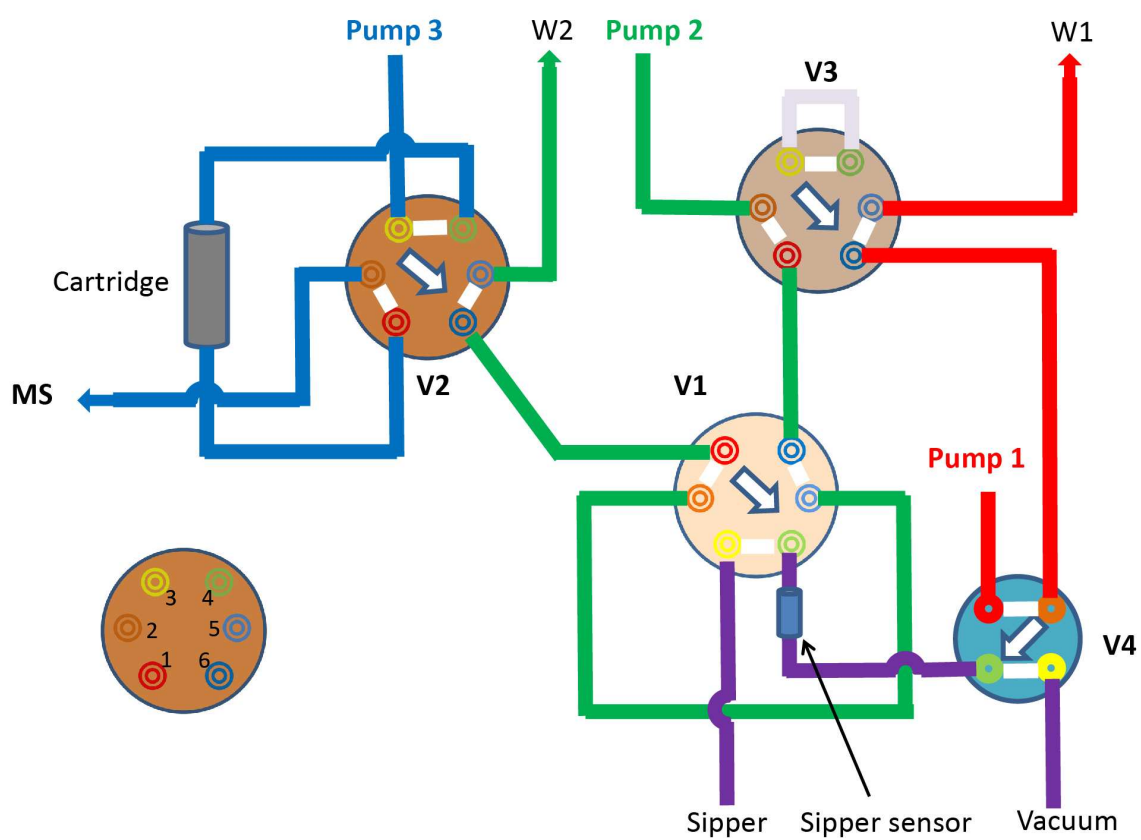 Pump 3
W2
Pump 2
W1
V3
Cartridge
MS
V2
V1
Pump 1
3
4
2
5
1
6
V4
Sipper
Sipper sensor
Vacuum